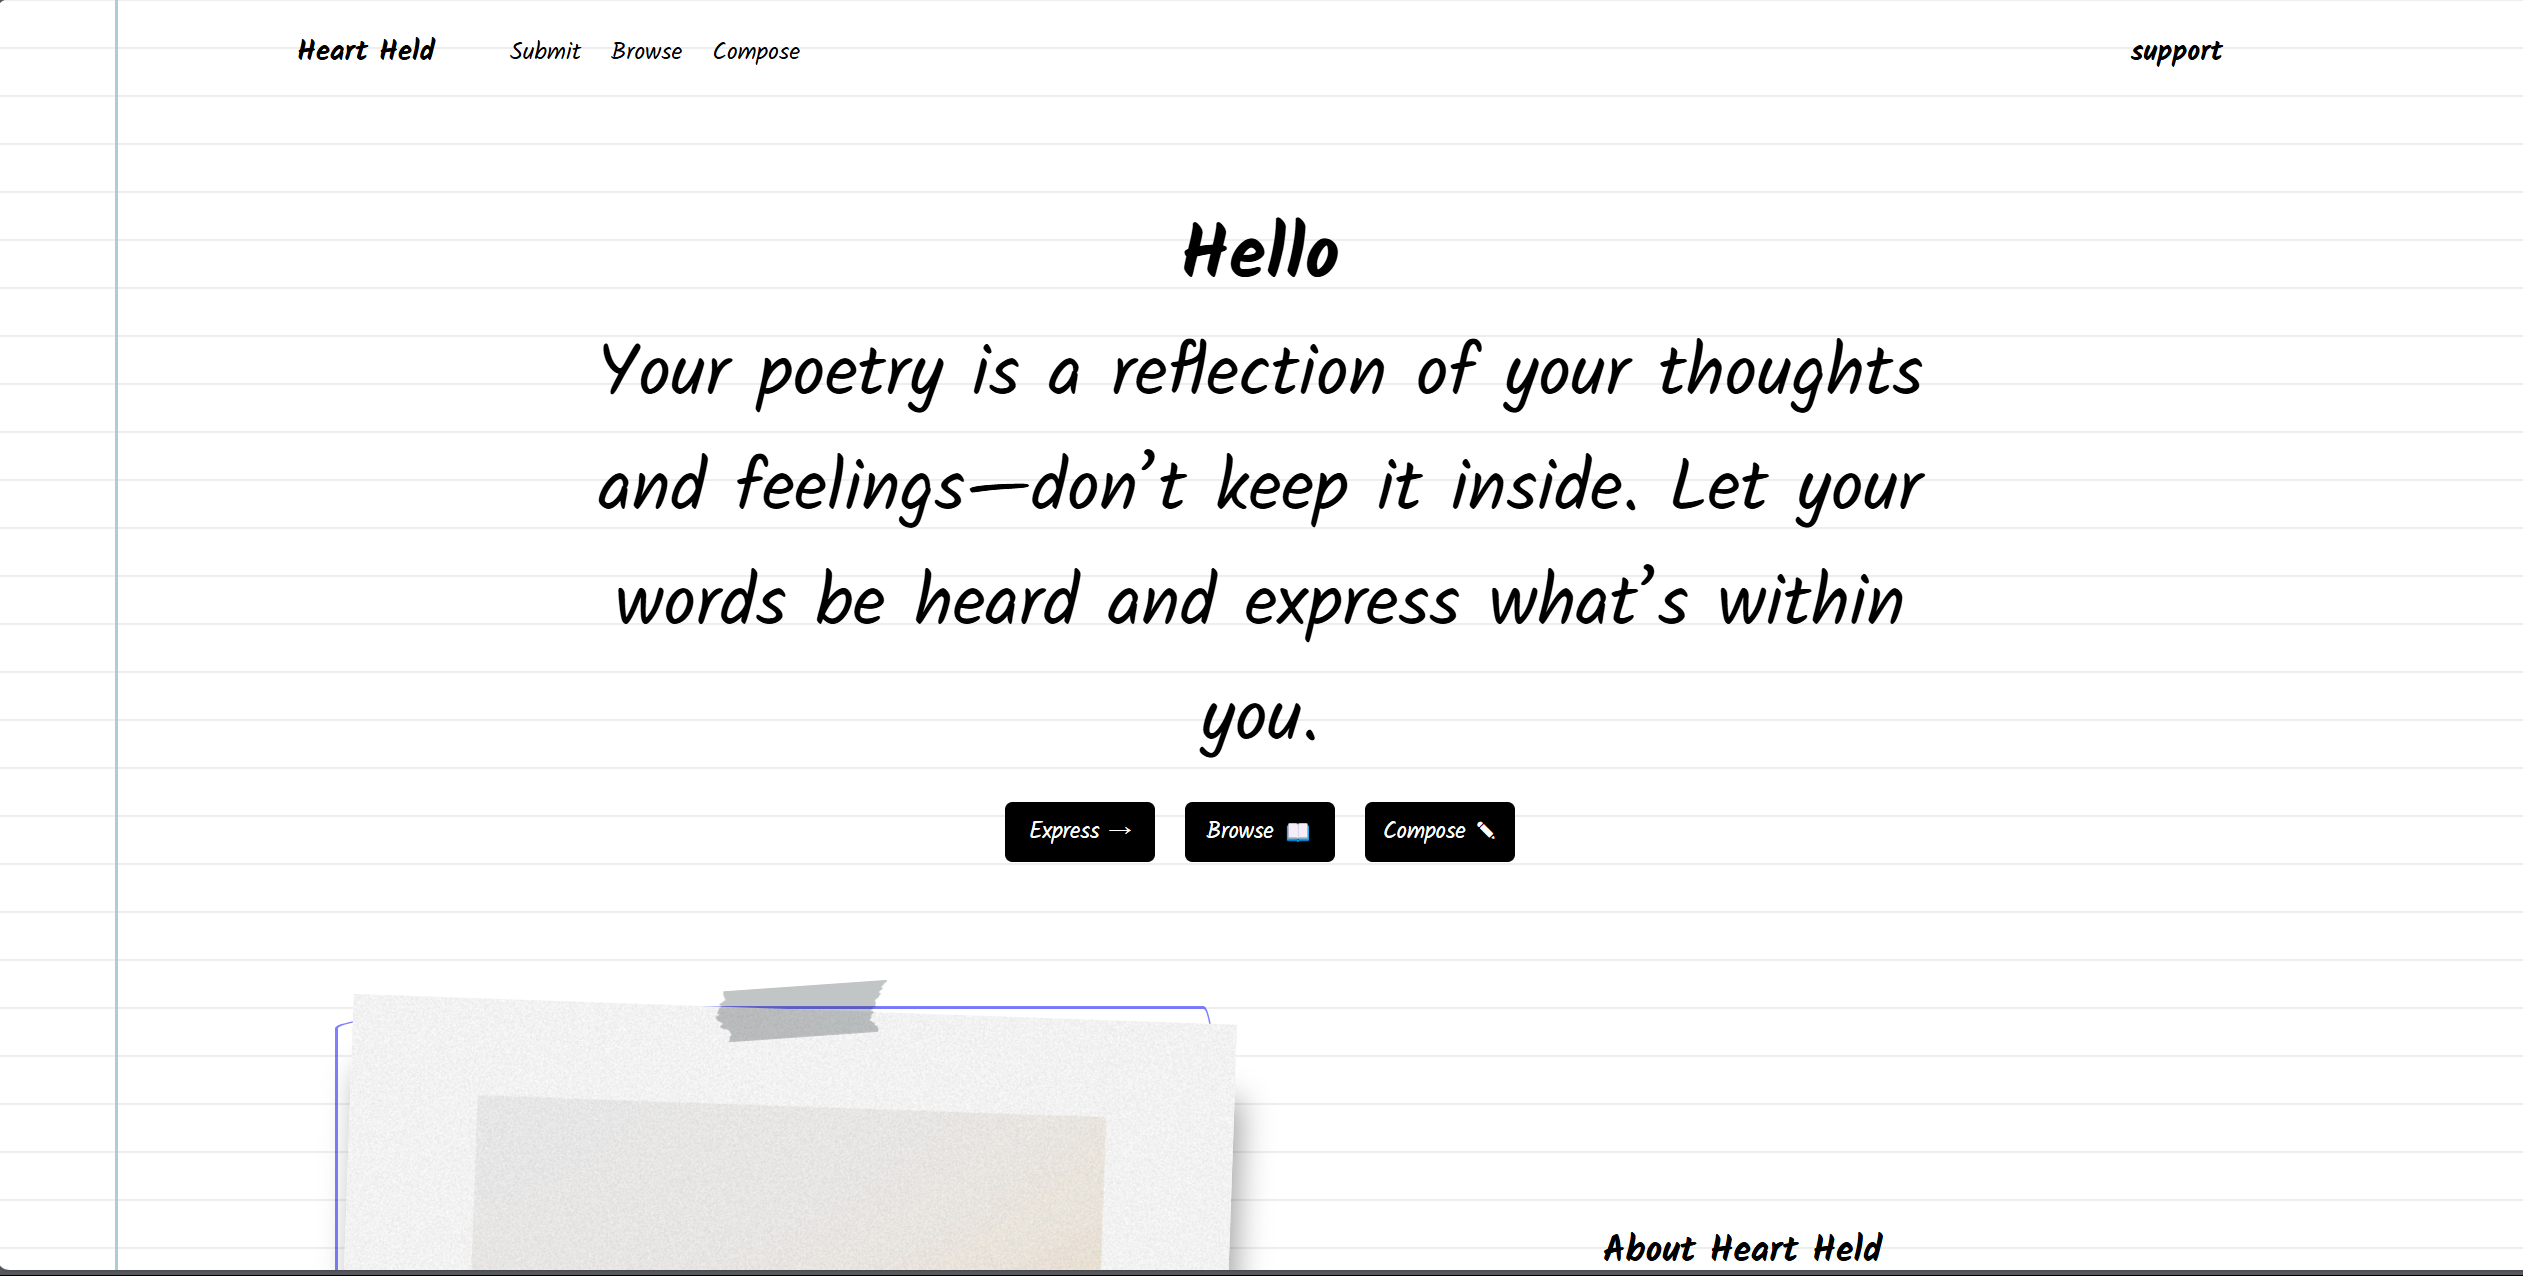 Heart Held Submit Browse Compose support
Hello
Your poetry is a reflection of your thoughts
and feelings—don’t keep it inside. Let your
words be heard and express what’s within
you.
Express → Browse 📖 Compose ✏️
About Heart Held